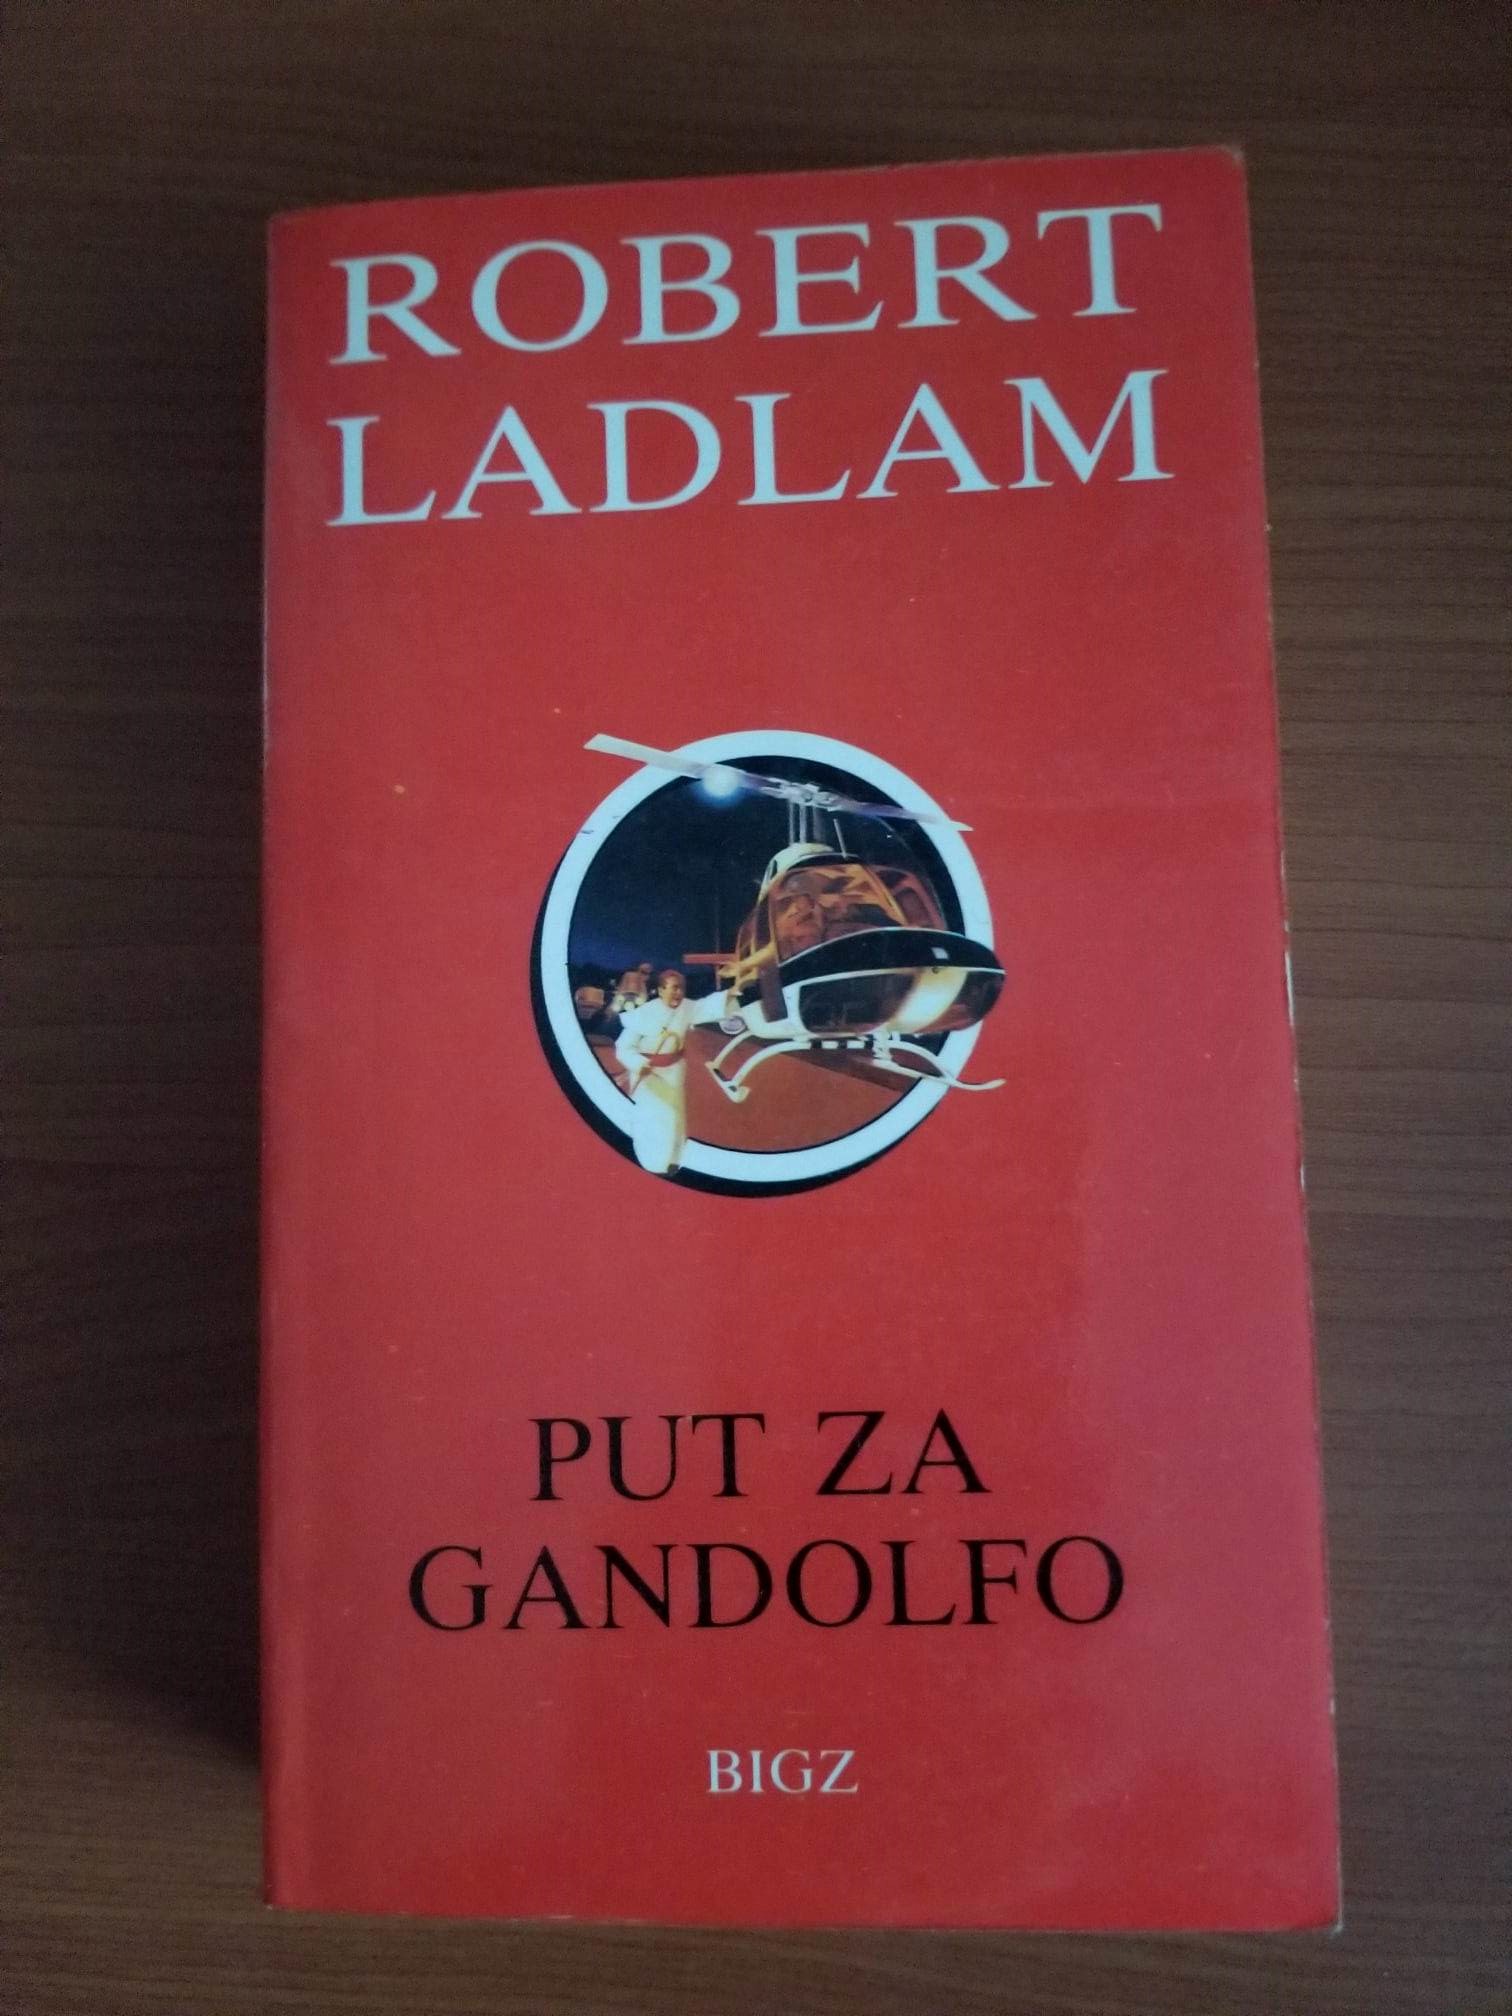 ROBERT
LADLAM
PUT ZA
GANDOLFO
BIGZ